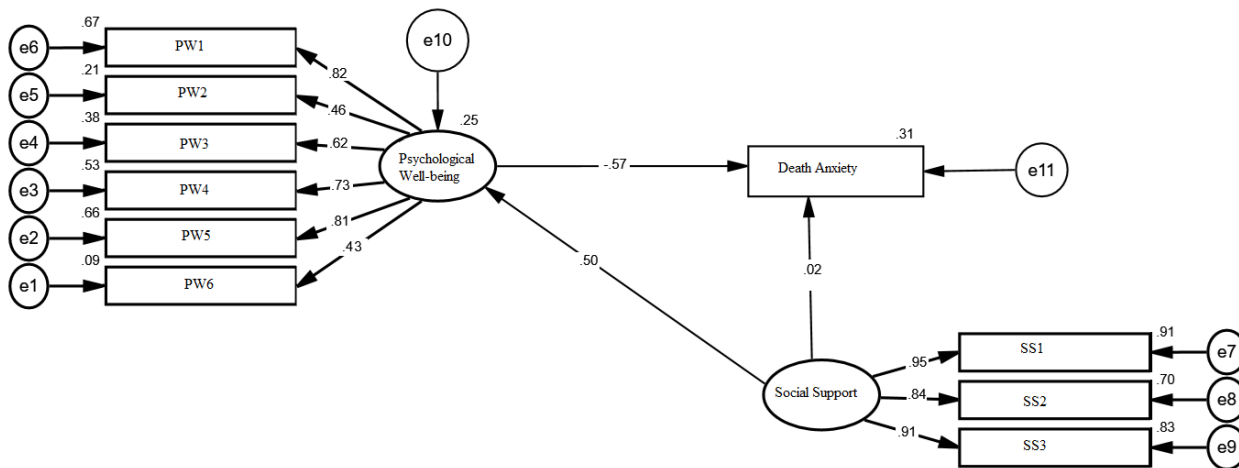 .67
e6
PW1
.82
.21
e5
PW2
.46
.38
e4
PW3
.62
.53
e3
PW4
.73
.66
e2
PW5
.81
.09
e1
PW6
.43
e10
.25
Psychological
Well-being
-.57
.31
Death Anxiety
e11
.50
.02
Social Support
.95
.91
SS1
e7
.84
.70
SS2
e8
.91
.83
SS3
e9